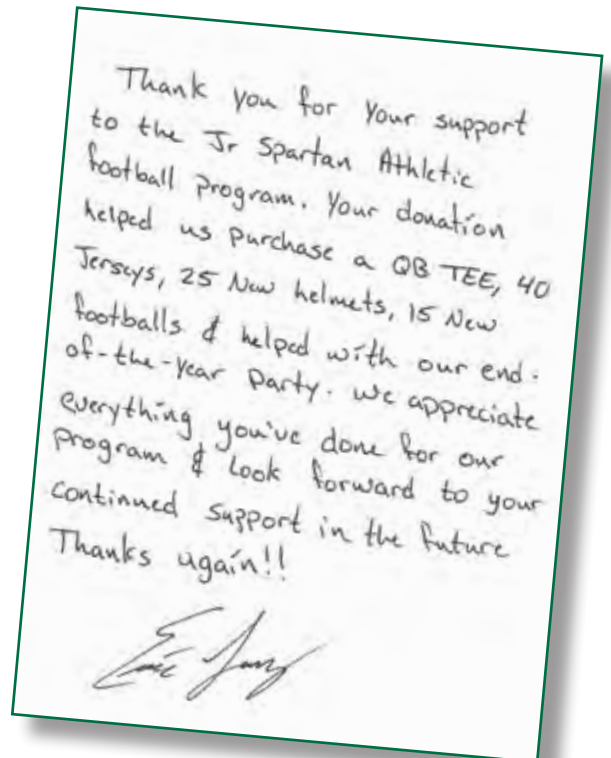 Thank you for your support
to the Jr Spartan Athletic
football program. Your donation
helped us purchase a QB TEE, 40
Jerseys, 25 New helmets, 15 New
footballs & helped with our end-
of-the-year party. We appreciate
everything you've done for our
program & Look forward to your
continued support in the future
Thanks again!!
Eric